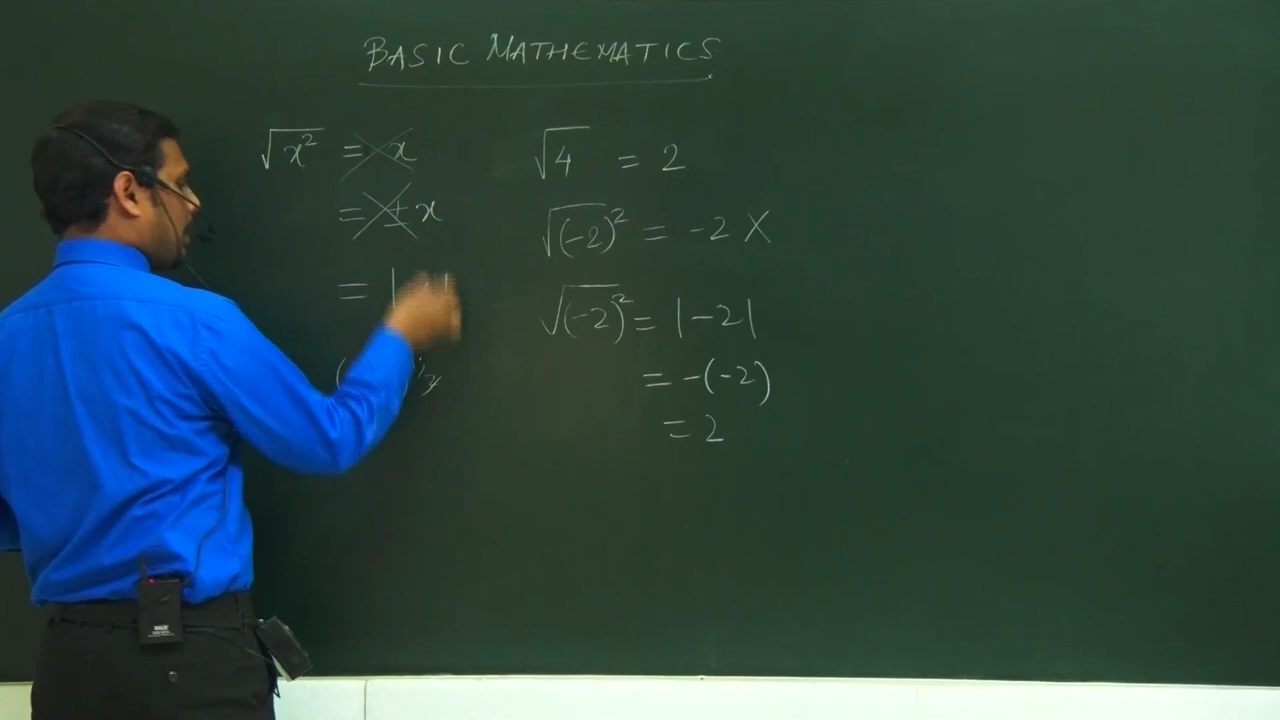 BASIC MATHEMATICS
√x² = x
= ± x
= |
√4 = 2
√(-2)² = -2 X
√(-2)² = |-2|
= -(-2)
= 2